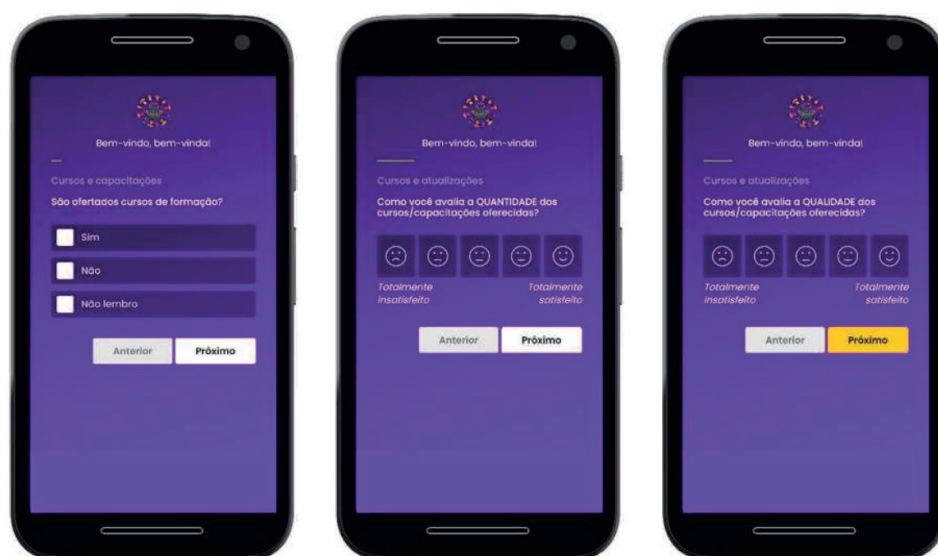 Bem-vindo, bem-vinda!
Cursos e capacitações
São ofertados cursos de formação?
Sim
Não
Não lembro
Anterior
Próximo
Bem-vindo, bem-vinda!
Cursos e atualizações
Como você avalia a QUANTIDADE dos
cursos/capacitações oferecidas?
Totalmente
insatisfeito
Totalmente
satisfeito
Anterior
Próximo
Bem-vindo, bem-vinda!
Cursos e atualizações
Como você avalia a QUALIDADE dos
cursos/capacitações oferecidas?
Totalmente
insatisfeito
Totalmente
satisfeito
Anterior
Próximo